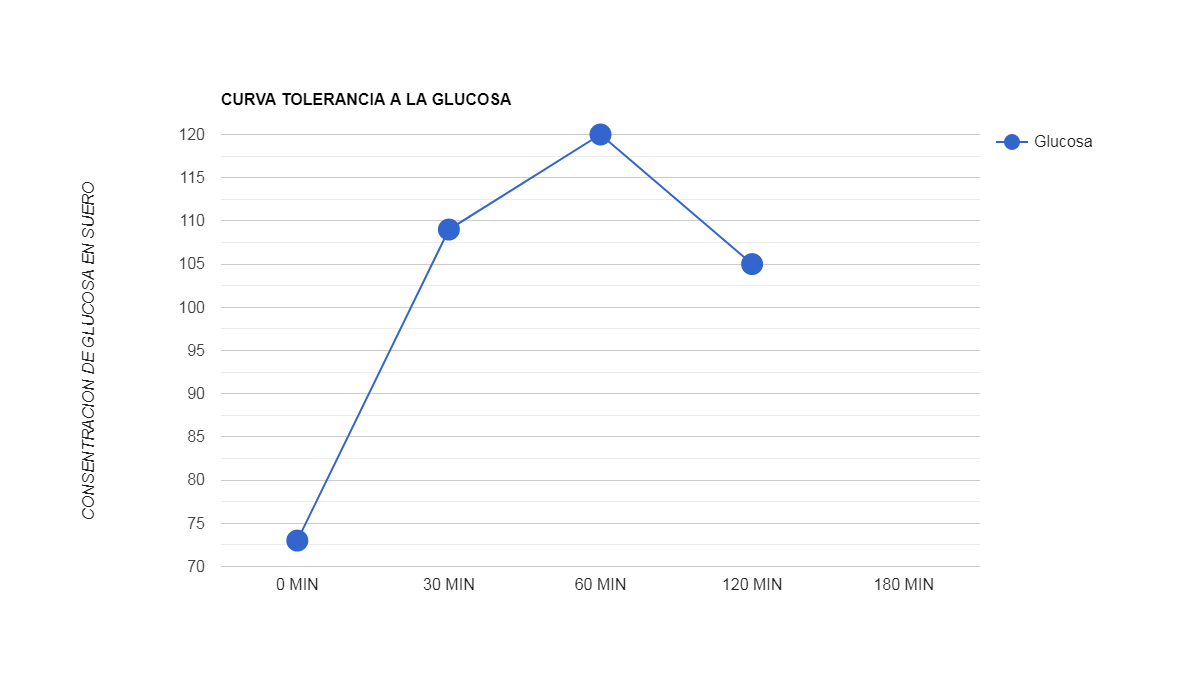 CURVA TOLERANCIA A LA GLUCOSA
Glucosa
CONSENTRACION DE GLUCOSA EN SUERO
120
115
110
105
100
95
90
85
80
75
70
0 MIN 30 MIN 60 MIN 120 MIN 180 MIN